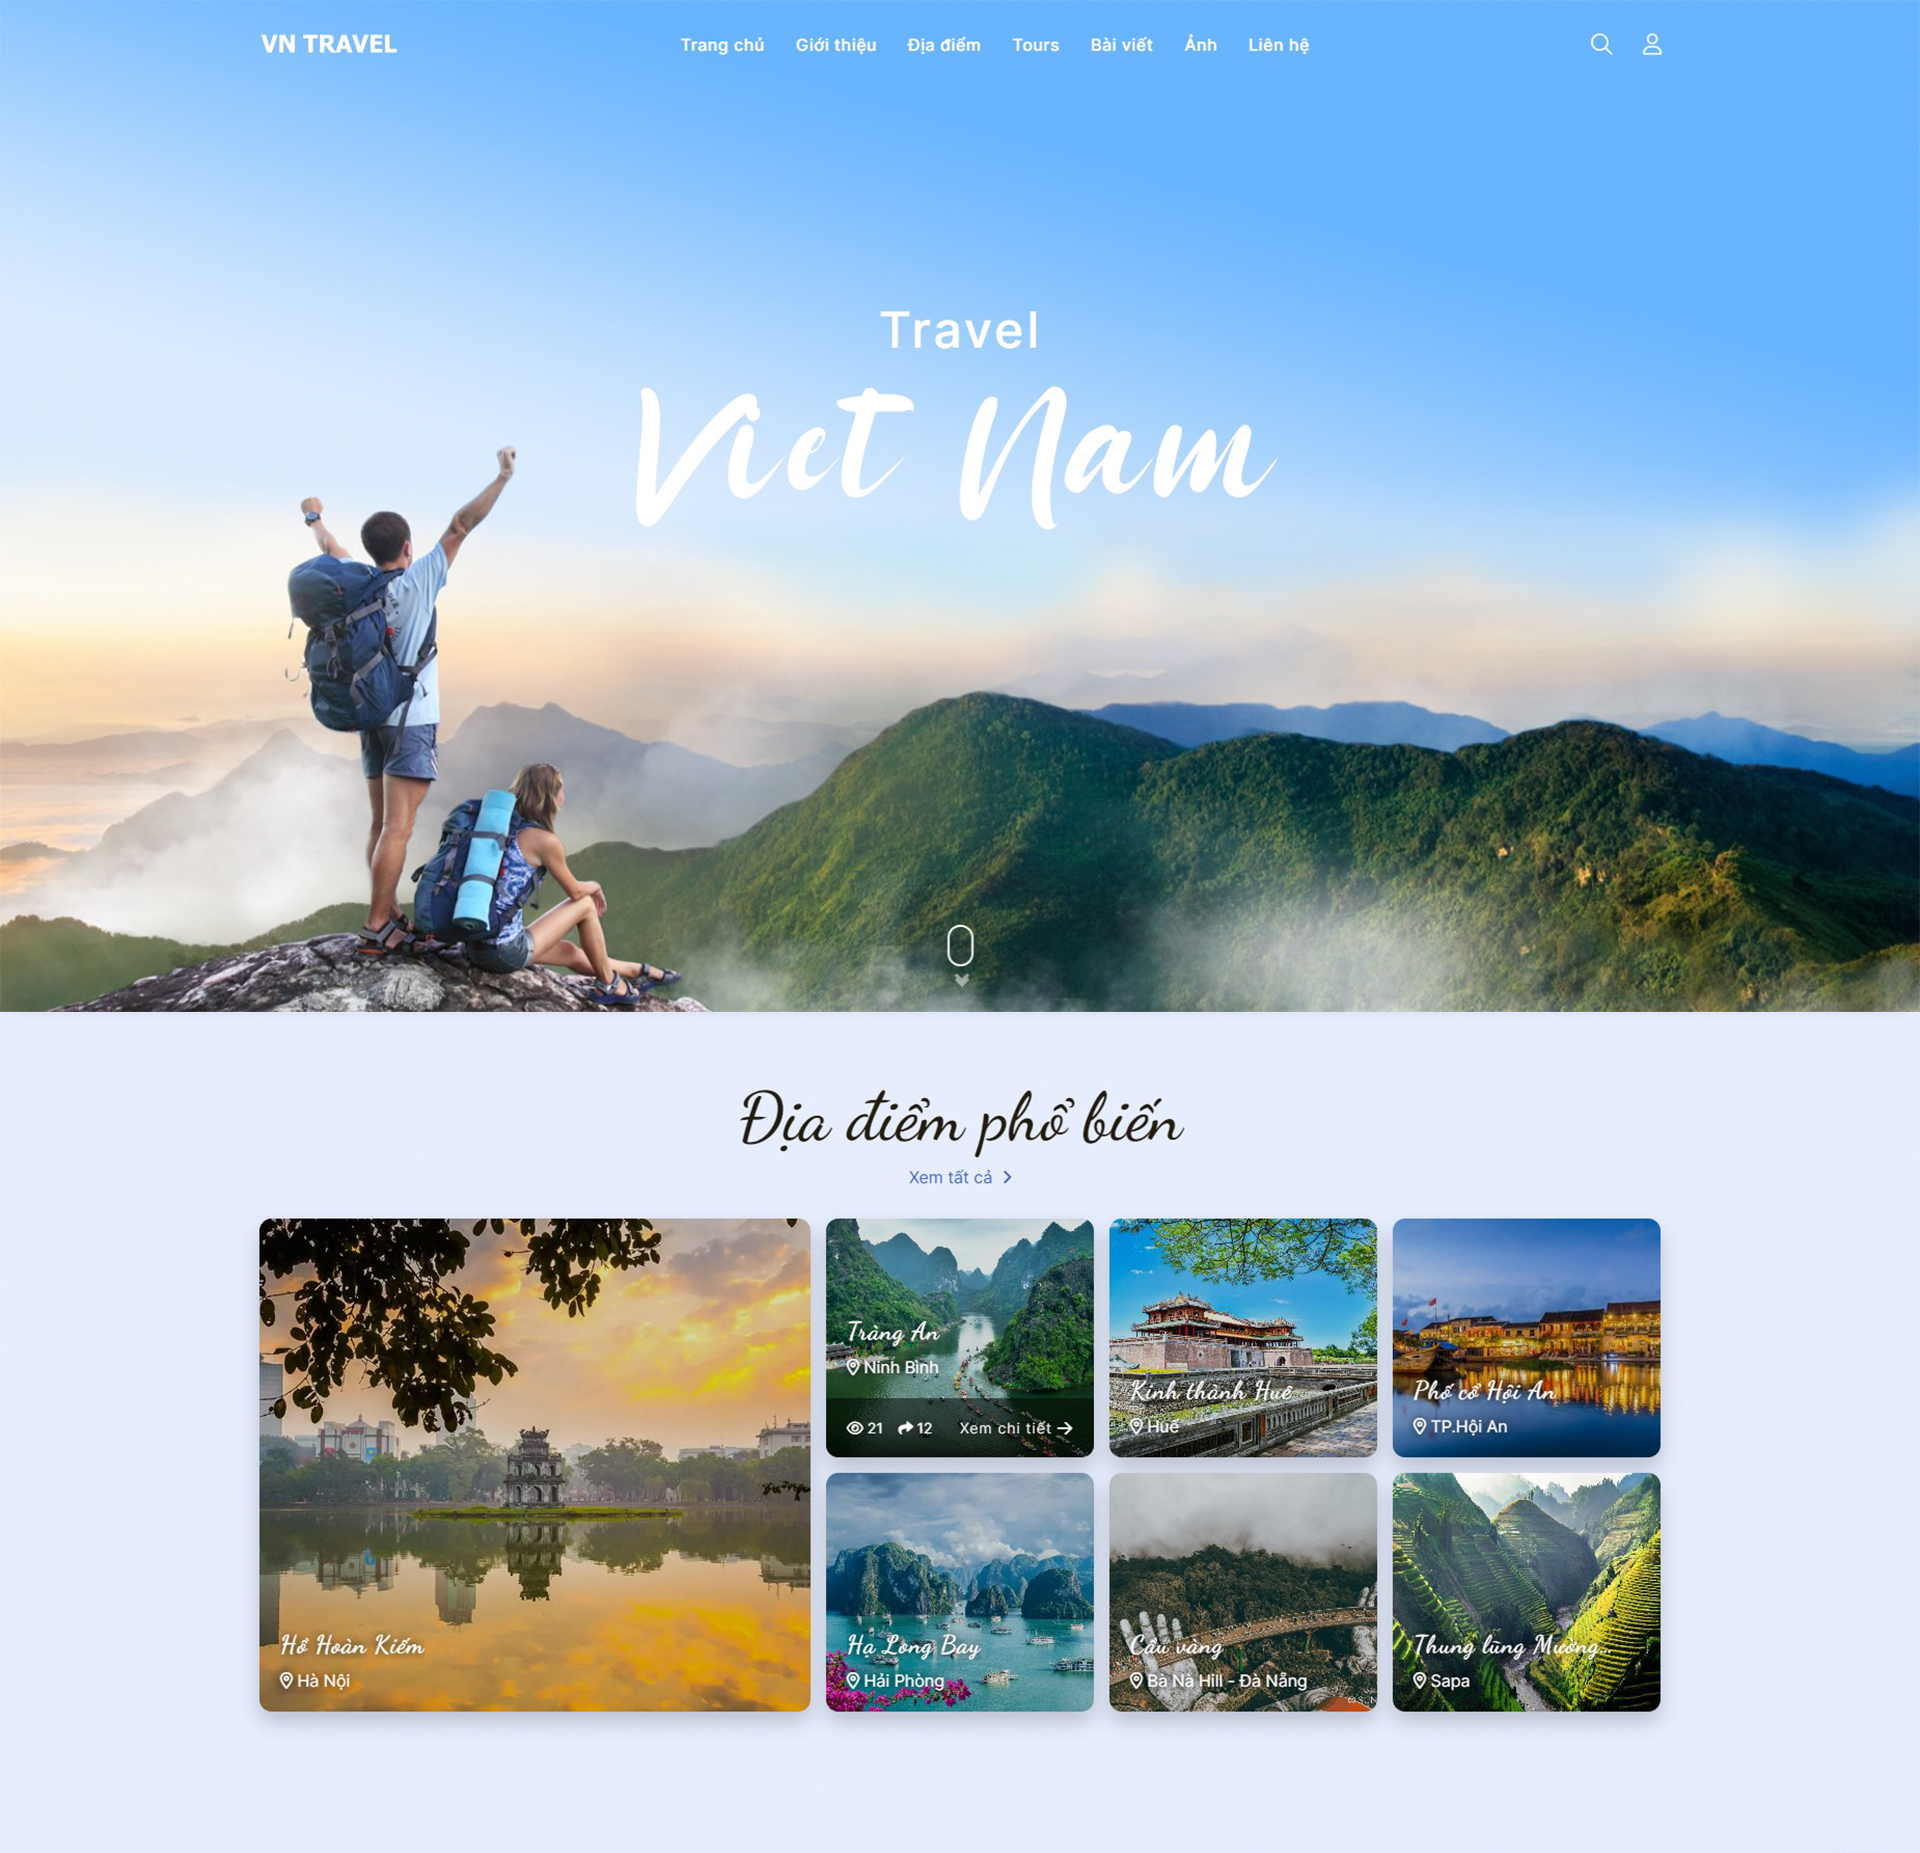 VN TRAVEL
Trang chủ Giới thiệu Địa điểm Tours Bài viết Ảnh Liên hệ
Travel
Viet Nam
Địa điểm phổ biến
Xem tất cả
Tràng An
Ninh Bình
21 12 Xem chi tiết
Kinh thành Huế
Huế
Phố cổ Hội An
TP.Hội An
Hồ Hoàn Kiếm
Hà Nội
Hạ Long Bay
Hải Phòng
Cầu vàng
Bà Nà Hill - Đà Nẵng
Thung lũng Mường...
Sapa